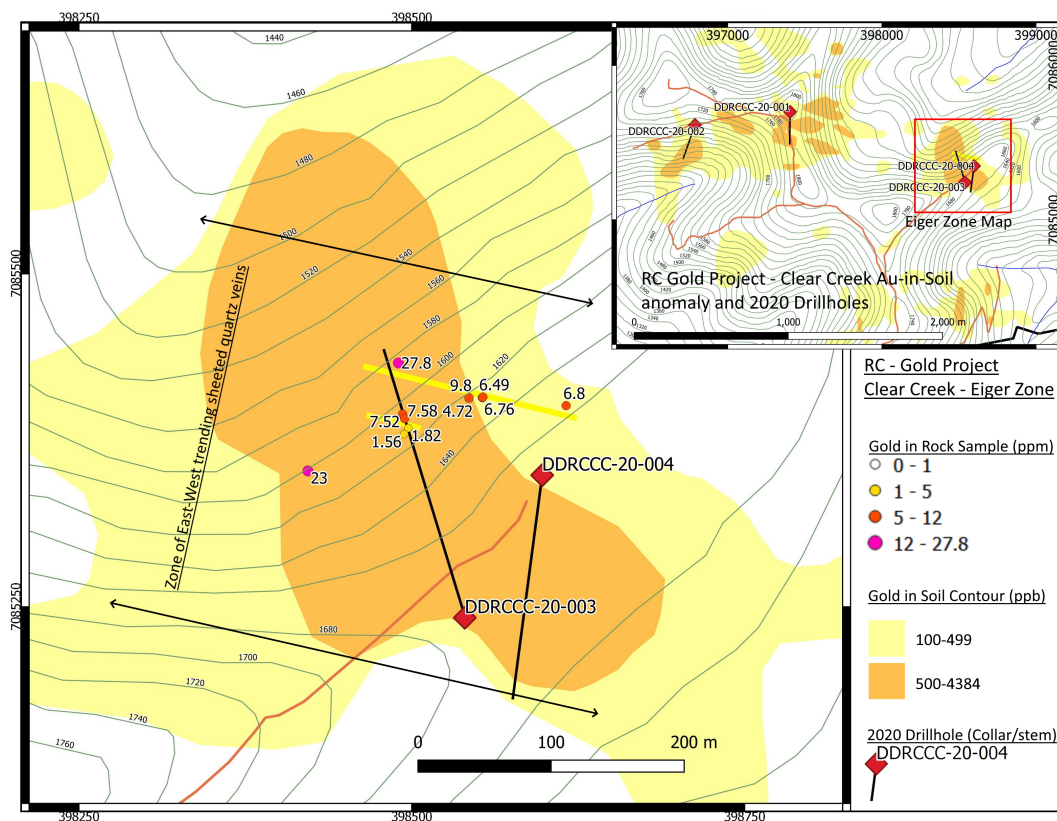 398250
398500
1440
1460
1480
1500
1520
1540
1560
1580
1600
1620
1640
1680
1700
1720
1740
1760
7085500
7085250
Zone of East-West trending sheeted quartz veins
27.8
9.8
6.49
6.8
7.58
4.72
6.76
7.52
1.82
1.56
23
DDRCCC-20-004
DDRCCC-20-003
0
100
200 m
398250
398500
398750
397000
398000
399000
7086000
7085000
DDRCCC-20-001
DDRCCC-20-002
DDRCCC-20-004
DDRCCC-20-003
Eiger Zone Map
RC Gold Project - Clear Creek Au-in-Soil
anomaly and 2020 Drillholes
0
1,000
2,000 m
RC - Gold Project
Clear Creek - Eiger Zone
Gold in Rock Sample (ppm)
0 - 1
1 - 5
5 - 12
12 - 27.8
Gold in Soil Contour (ppb)
100-499
500-4384
2020 Drillhole (Collar/stem)
DDRCCC-20-004